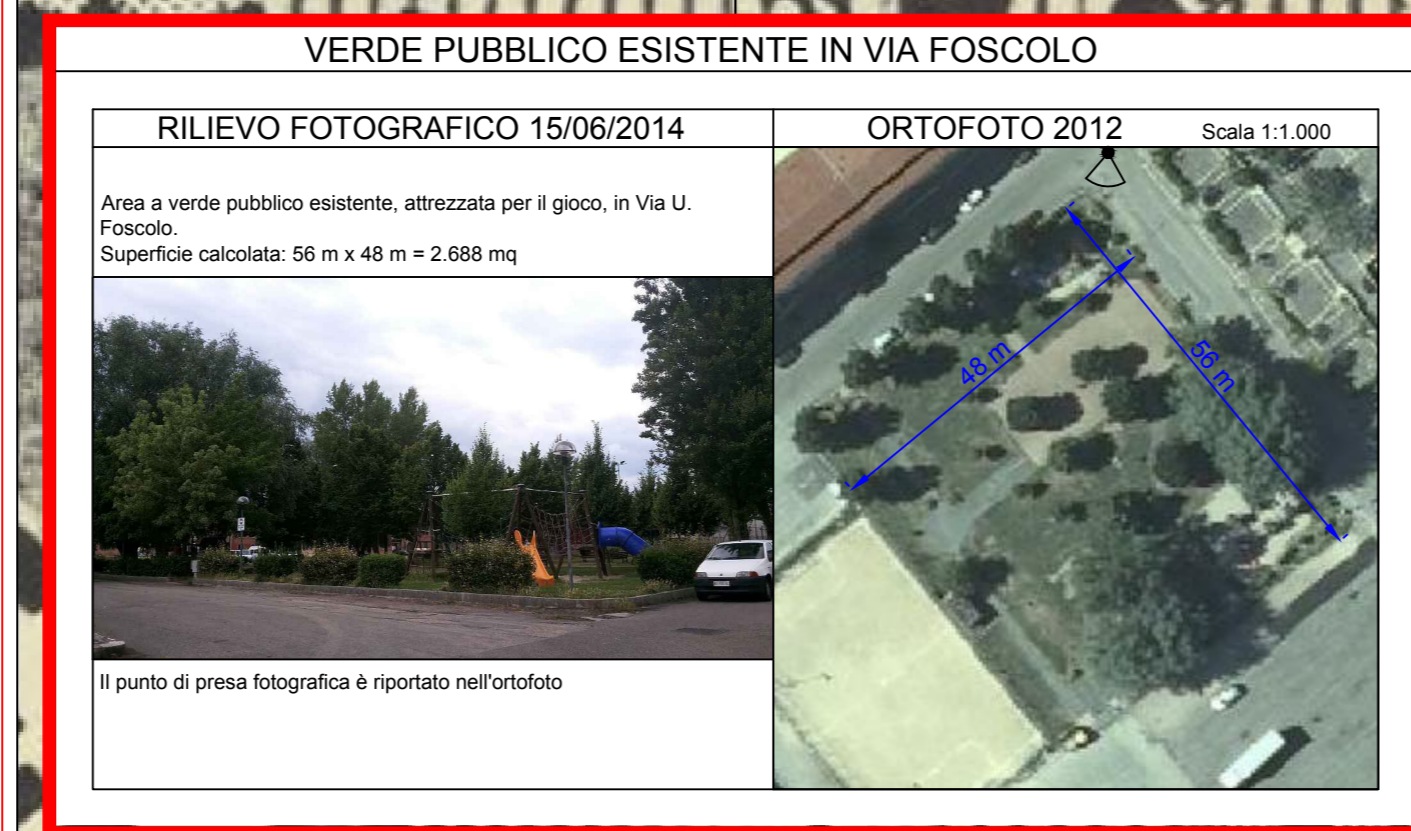 VERDE PUBBLICO ESISTENTE IN VIA FOSCOLO
RILIEVO FOTOGRAFICO 15/06/2014
ORTOFOTO 2012
Scala 1:1.000
Area a verde pubblico esistente, attrezzata per il gioco, in Via U.
Foscolo.
Superficie calcolata: 56 m x 48 m = 2.688 mq
48 m
56 m
Il punto di presa fotografica è riportato nell'ortofoto